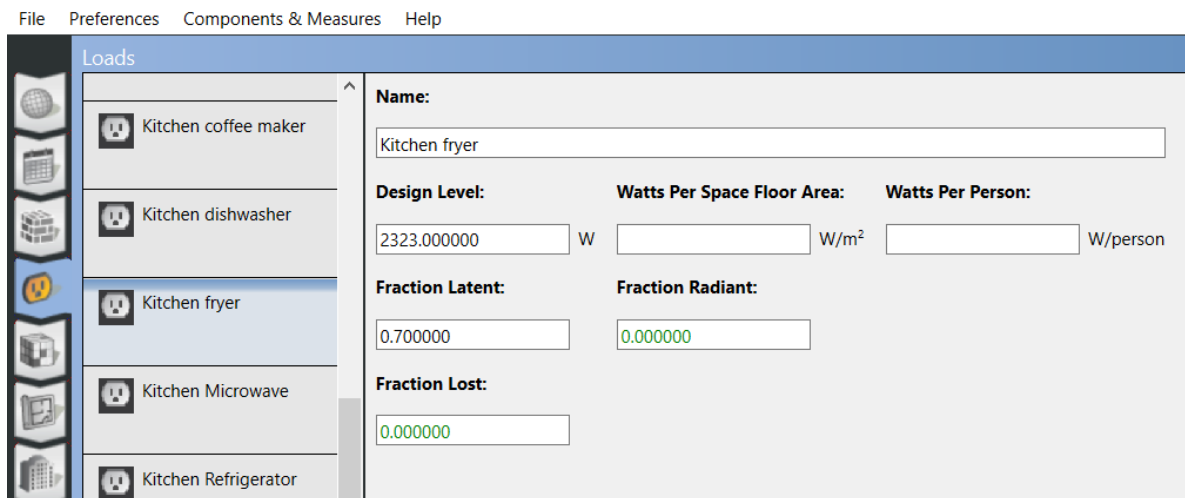 File Preferences Components & Measures Help
Loads
Kitchen coffee maker
Kitchen dishwasher
Kitchen fryer
Kitchen Microwave
Kitchen Refrigerator
Name:
Kitchen fryer
Design Level: Watts Per Space Floor Area: Watts Per Person:
2323.000000 W W/m² W/person
Fraction Latent: Fraction Radiant:
0.700000 0.000000
Fraction Lost:
0.000000